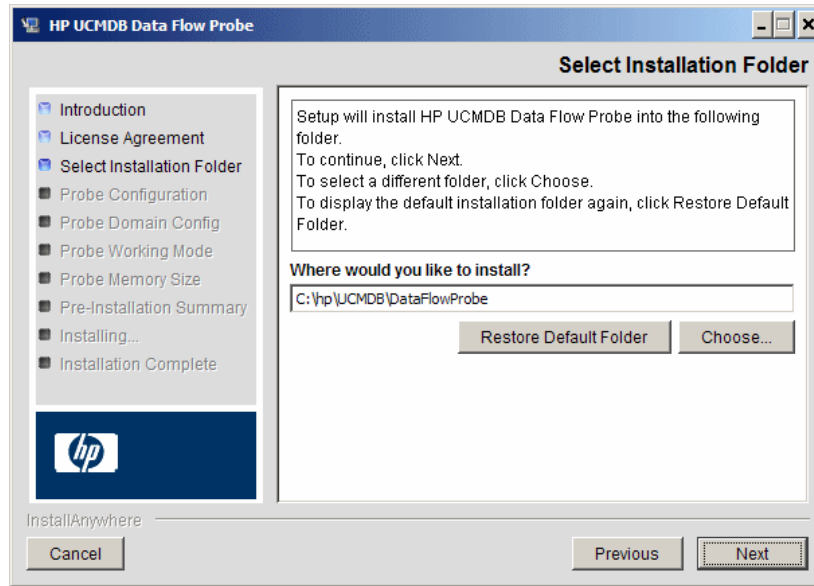 HP UCMDB Data Flow Probe
Select Installation Folder
Introduction
License Agreement
Select Installation Folder
Probe Configuration
Probe Domain Config
Probe Working Mode
Probe Memory Size
Pre-Installation Summary
Installing...
Installation Complete
Setup will install HP UCMDB Data Flow Probe into the following
folder.
To continue, click Next.
To select a different folder, click Choose.
To display the default installation folder again, click Restore Default
Folder.
Where would you like to install?
C:\hp\UCMDB\DataFlowProbe
Restore Default Folder
Choose...
hp
InstallAnywhere
Cancel
Previous
Next